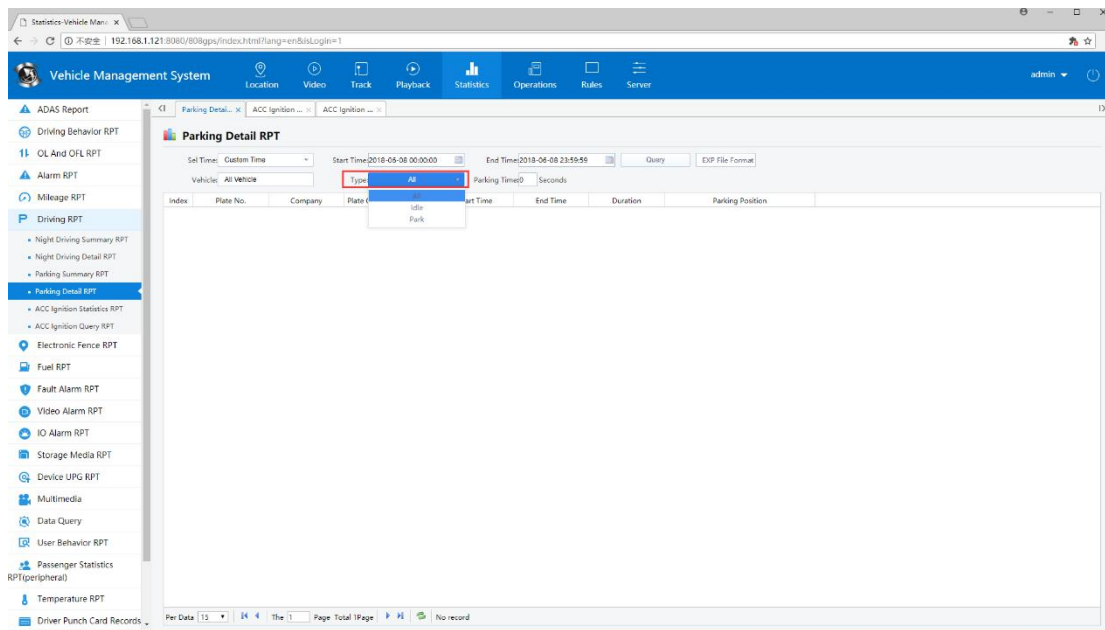 Statistics-Vehicle Mana
不安全 | 192.168.1.121:8080/808gps/index.html?lang=en&isLogin=1
Vehicle Management System
Location Video Track Playback Statistics Operations Rules Server
admin
ADAS Report
Driving Behavior RPT
OL And OFL RPT
Alarm RPT
Mileage RPT
Driving RPT
Night Driving Summary RPT
Night Driving Detail RPT
Parking Summary RPT
Parking Detail RPT
ACC Ignition Statistics RPT
ACC Ignition Query RPT
Electronic Fence RPT
Fuel RPT
Fault Alarm RPT
Video Alarm RPT
IO Alarm RPT
Storage Media RPT
Device UPG RPT
Multimedia
Data Query
User Behavior RPT
Passenger Statistics
RPT(peripheral)
Temperature RPT
Driver Punch Card Records
Parking Detai... ACC Ignition ... ACC Ignition ...
Parking Detail RPT
Sel Time: Custom Time Start Time: 2018-06-08 00:00:00 End Time: 2018-06-08 23:59:59 Query EXP File Format
Vehicle: All Vehicle Type: All Parking Time: 0 Seconds
Index Plate No. Company Plate art Time End Time Duration Parking Position
All
Idle
Park
Per Data 15 The 1 Page Total 1Page No record